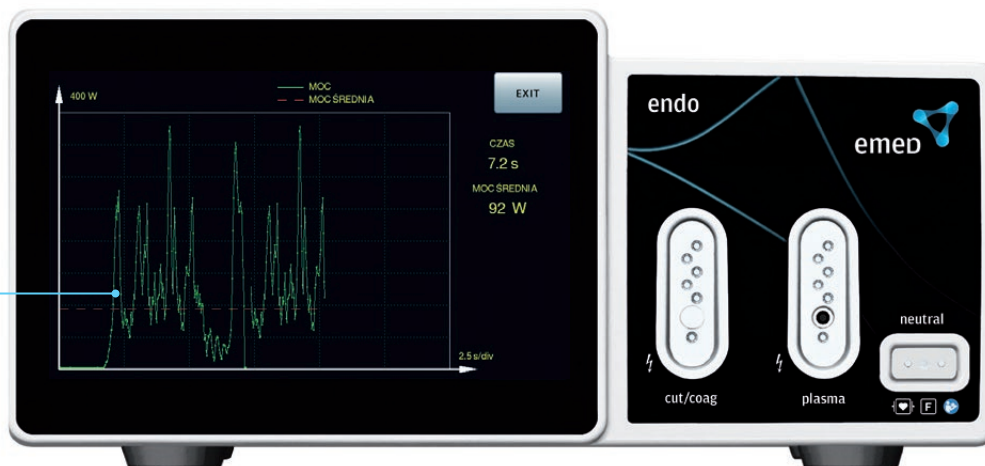 400 W
MOC
MOC ŚREDNIA
EXIT
CZAS
7.2 s
MOC ŚREDNIA
92 W
2.5 s/div
endo
emed
cut/coag
plasma
neutral
F